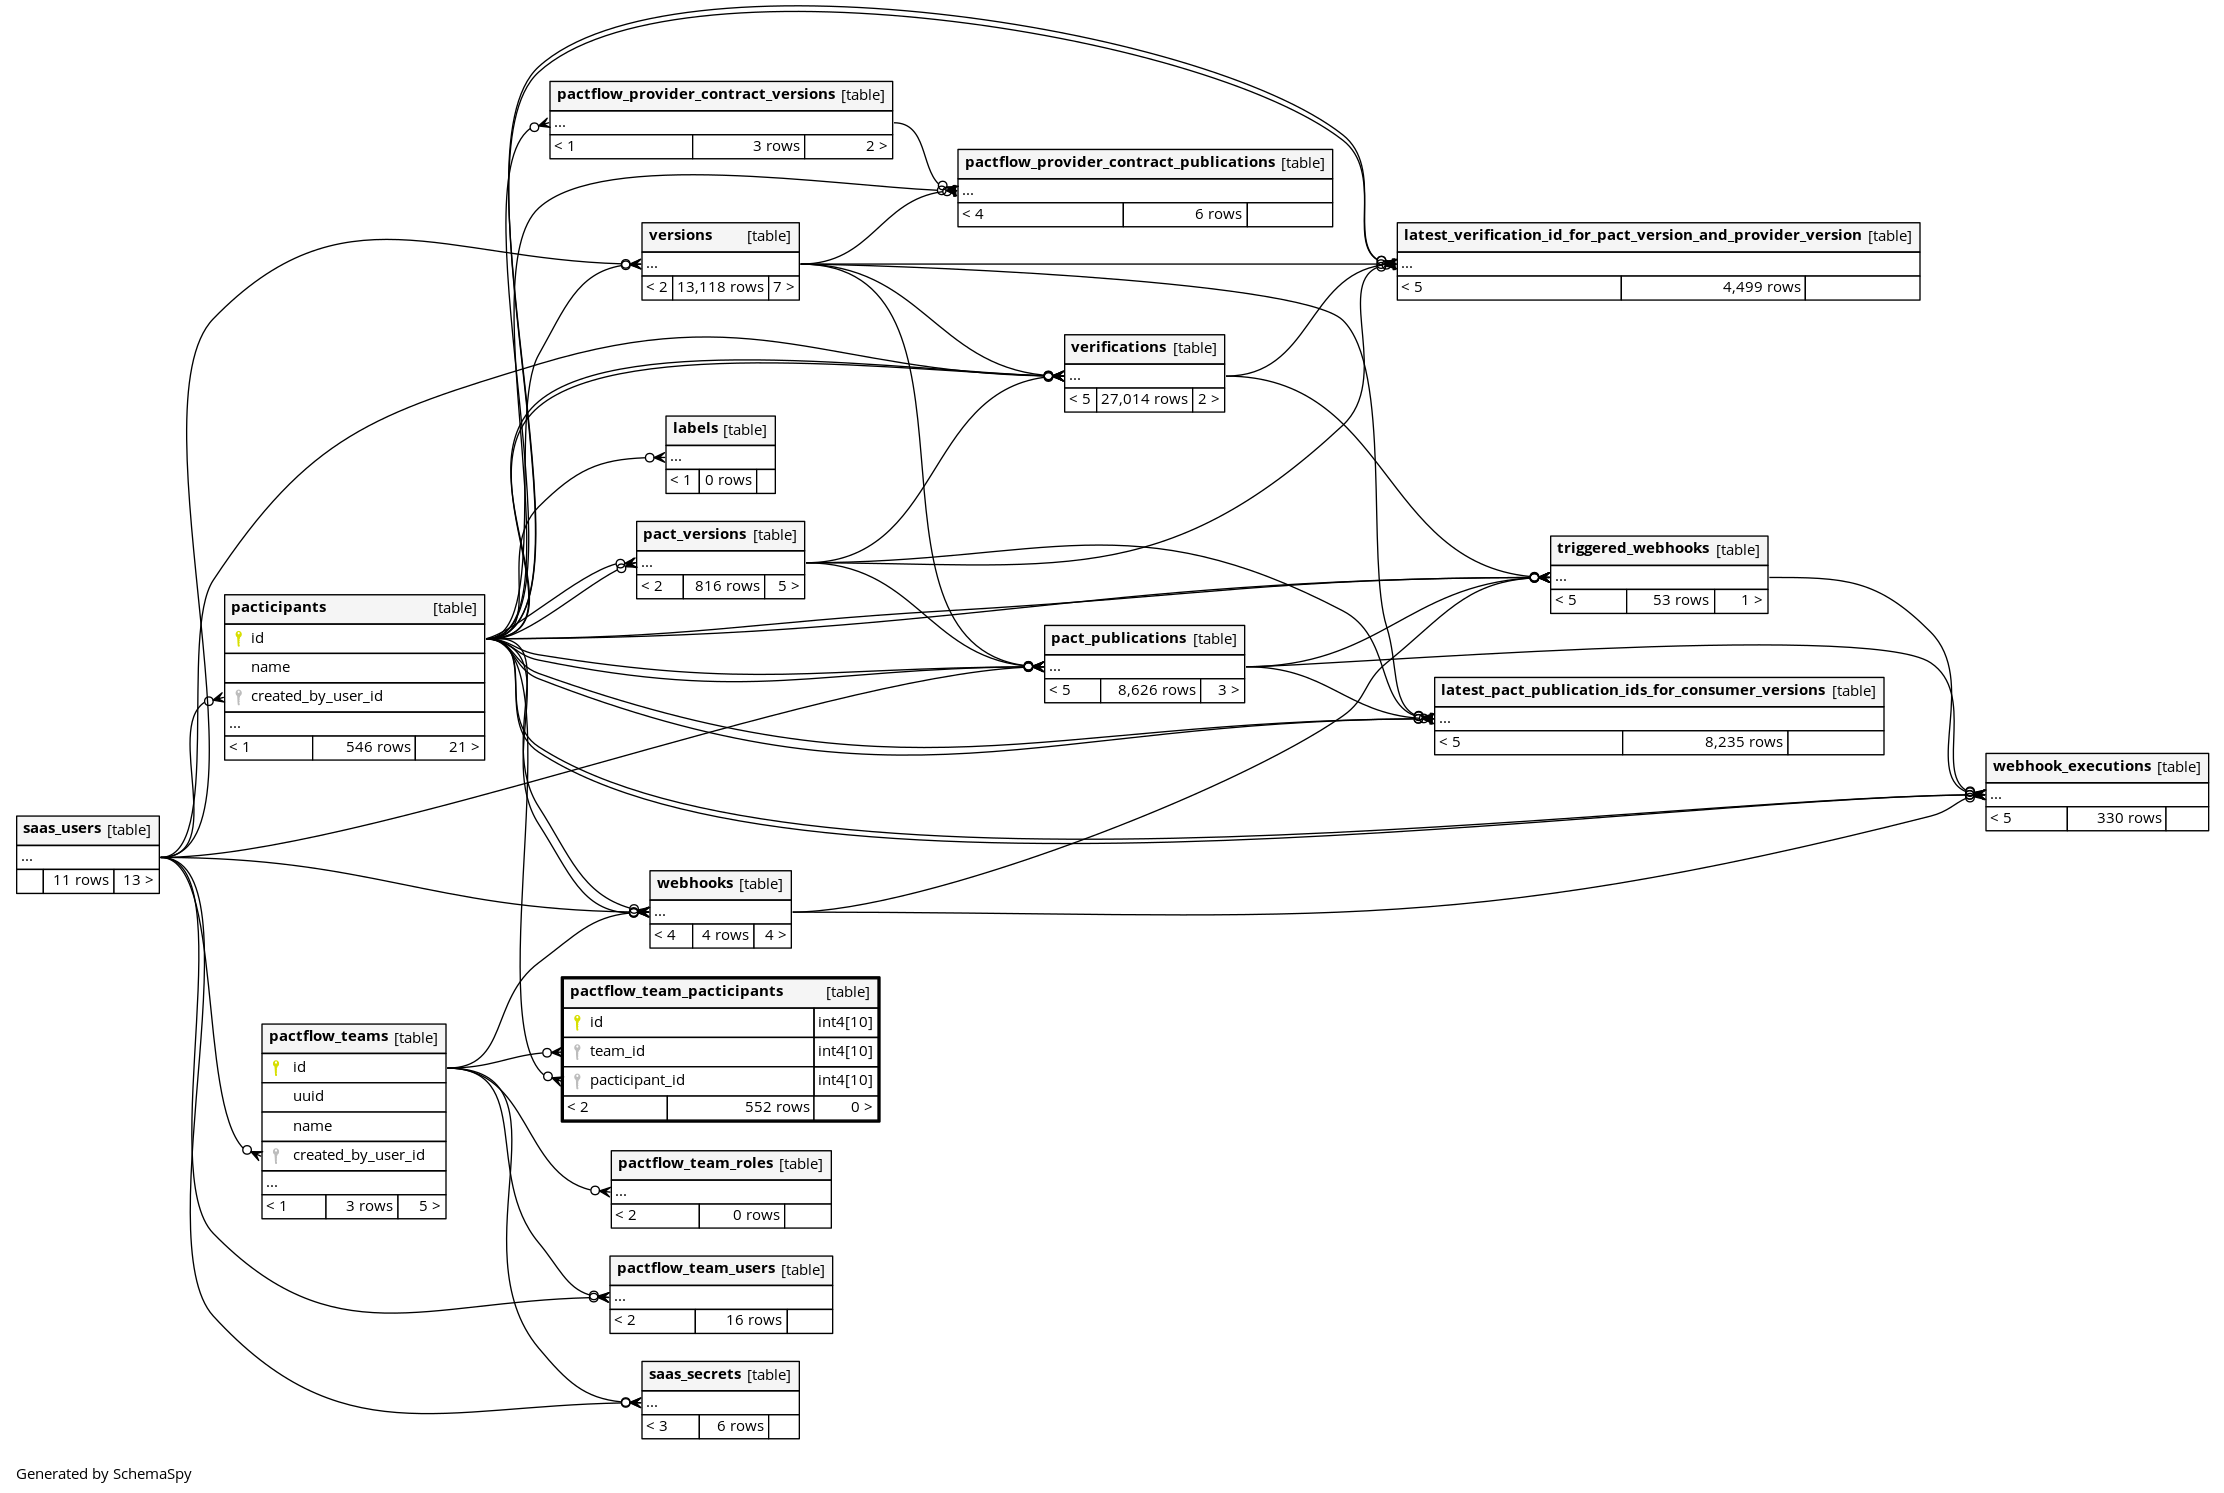 pactflow_provider_contract_versions [table]
...
< 1 3 rows 2 >
pactflow_provider_contract_publications [table]
...
< 4 6 rows
versions [table]
...
< 2 13,118 rows 7 >
latest_verification_id_for_pact_version_and_provider_version [table]
...
< 5 4,499 rows
verifications [table]
...
< 5 27,014 rows 2 >
labels [table]
...
< 1 0 rows
pact_versions [table]
...
< 2 816 rows 5 >
triggered_webhooks [table]
...
< 5 53 rows 1 >
pacticipants [table]
id
name
created_by_user_id
...
< 1 546 rows 21 >
pact_publications [table]
...
< 5 8,626 rows 3 >
latest_pact_publication_ids_for_consumer_versions [table]
...
< 5 8,235 rows
webhook_executions [table]
...
< 5 330 rows
saas_users [table]
...
11 rows 13 >
webhooks [table]
...
< 4 4 rows 4 >
pactflow_team_pacticipants [table]
id int4[10]
team_id int4[10]
pacticipant_id int4[10]
< 2 552 rows 0 >
pactflow_teams [table]
id
uuid
name
created_by_user_id
...
< 1 3 rows 5 >
pactflow_team_roles [table]
...
< 2 0 rows
pactflow_team_users [table]
...
< 2 16 rows
saas_secrets [table]
...
< 3 6 rows
Generated by SchemaSpy